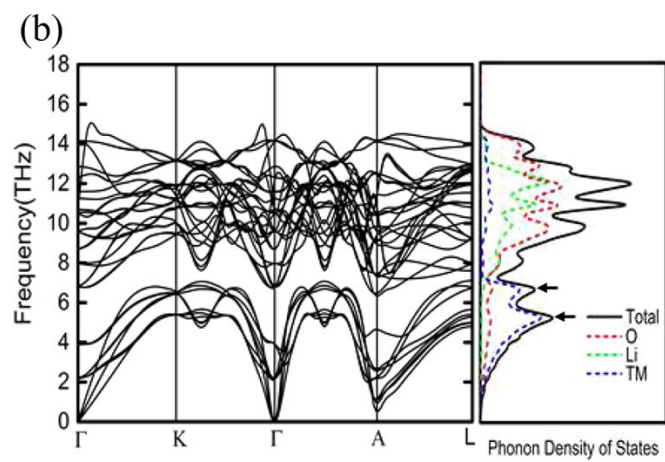 (b)
18
16
14
12
10
8
6
4
2
0
Frequency(THz)
Γ K Γ A L
Total
O
Li
TM
Phonon Density of States